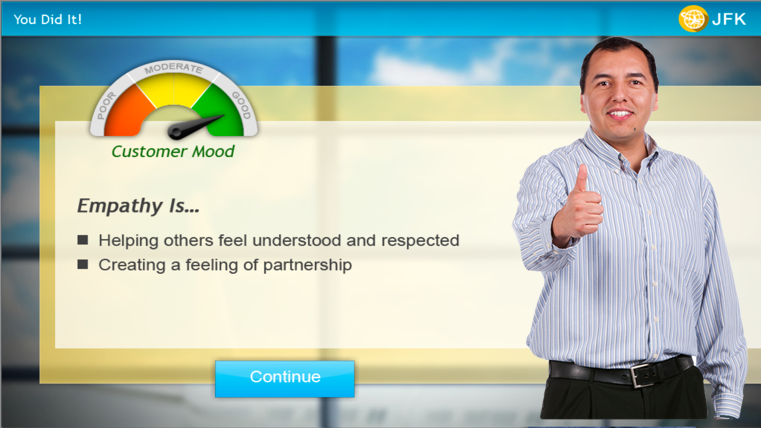 You Did It!
JFK
POOR
MODERATE
GOOD
Customer Mood
Empathy Is...
Helping others feel understood and respected
Creating a feeling of partnership
Continue